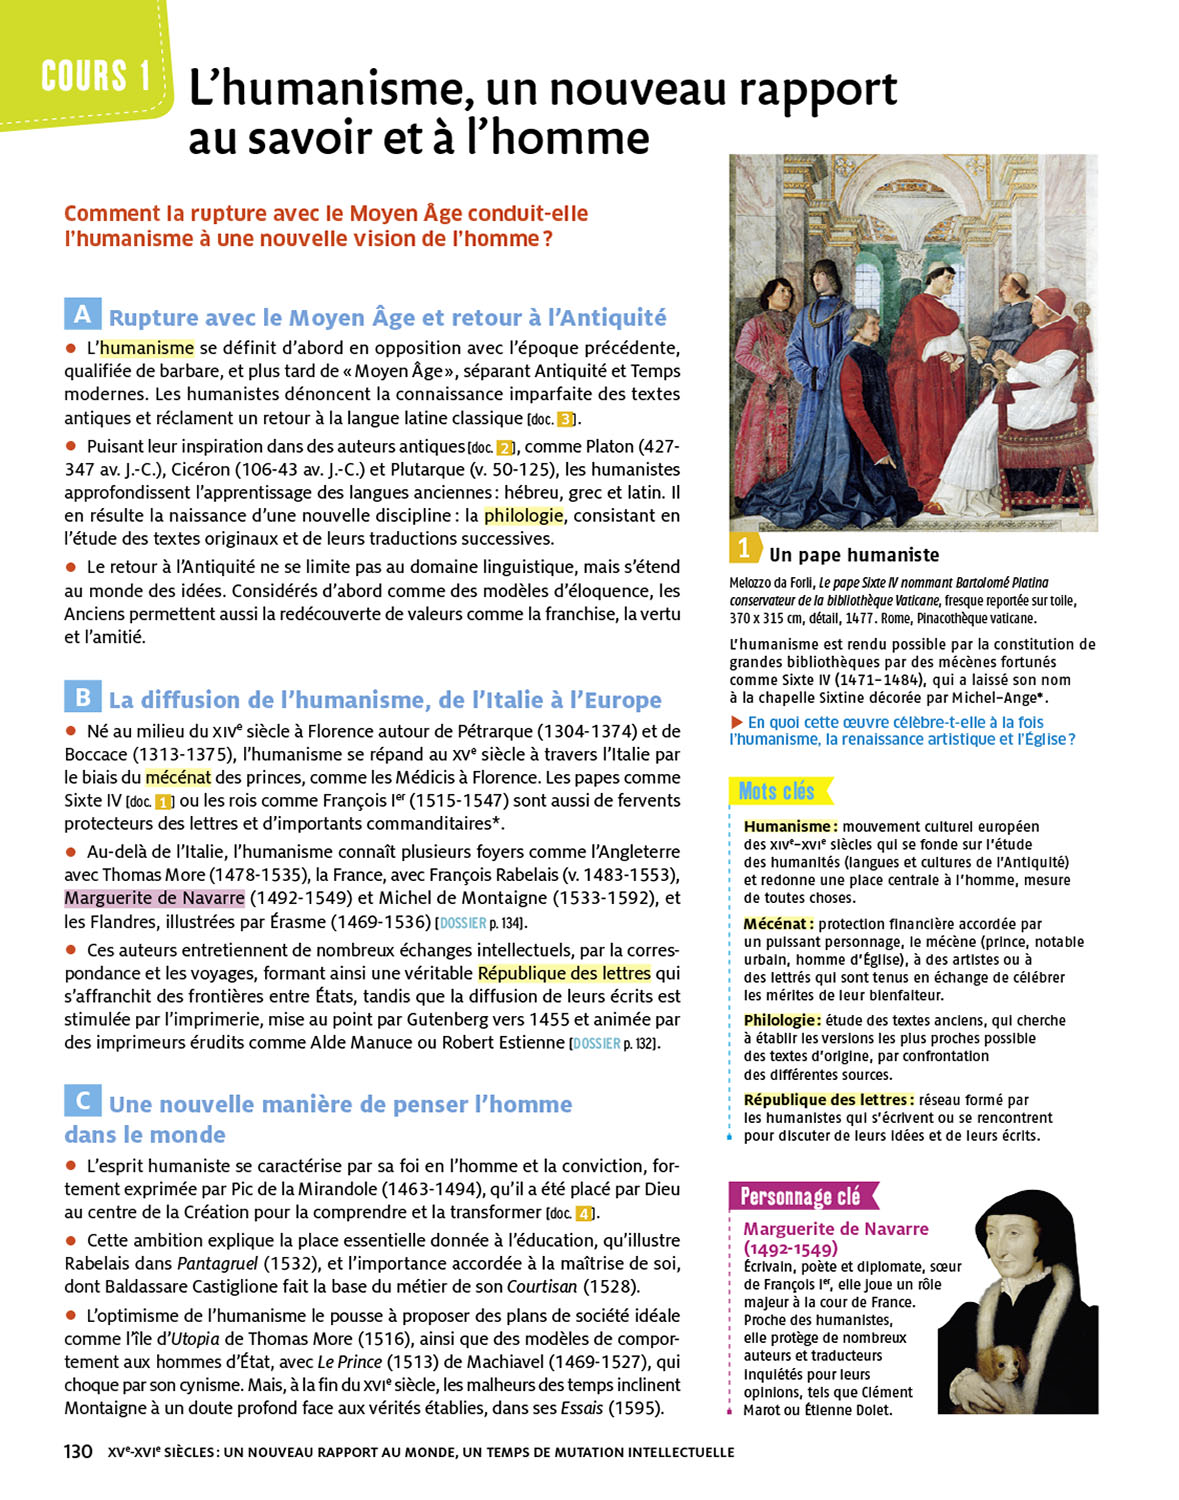 COURS 1
L'humanisme, un nouveau rapport
au savoir et à l'homme
Comment la rupture avec le Moyen Âge conduit-elle
l'humanisme à une nouvelle vision de l'homme ?
A Rupture avec le Moyen Âge et retour à l'Antiquité
• L'humanisme se définit d'abord en opposition avec l'époque précédente,
qualifiée de barbare, et plus tard de « Moyen Âge », séparant Antiquité et Temps
modernes. Les humanistes dénoncent la connaissance imparfaite des textes
antiques et réclament un retour à la langue latine classique [doc. 3].
• Puisant leur inspiration dans des auteurs antiques [doc. 2], comme Platon (427-
347 av. J.-C.), Cicéron (106-43 av. J.-C.) et Plutarque (v. 50-125), les humanistes
approfondissent l'apprentissage des langues anciennes : hébreu, grec et latin. Il
en résulte la naissance d'une nouvelle discipline : la philologie, consistant en
l'étude des textes originaux et de leurs traductions successives.
• Le retour à l'Antiquité ne se limite pas au domaine linguistique, mais s'étend
au monde des idées. Considérés d'abord comme des modèles d'éloquence, les
Anciens permettent aussi la redécouverte de valeurs comme la franchise, la vertu
et l'amitié.
B La diffusion de l'humanisme, de l'Italie à l'Europe
• Né au milieu du XIVe siècle à Florence autour de Pétrarque (1304-1374) et de
Boccace (1313-1375), l'humanisme se répand au XVe siècle à travers l'Italie par
le biais du mécénat des princes, comme les Médicis à Florence. Les papes comme
Sixte IV [doc. 1] ou les rois comme François Ier (1515-1547) sont aussi de fervents
protecteurs des lettres et d'importants commanditaires*.
• Au-delà de l'Italie, l'humanisme connaît plusieurs foyers comme l'Angleterre
avec Thomas More (1478-1535), la France, avec François Rabelais (v. 1483-1553),
Marguerite de Navarre (1492-1549) et Michel de Montaigne (1533-1592), et
les Flandres, illustrées par Érasme (1469-1536) [DOSSIER p. 134].
• Ces auteurs entretiennent de nombreux échanges intellectuels, par la corres-
pondance et les voyages, formant ainsi une véritable République des lettres qui
s'affranchit des frontières entre États, tandis que la diffusion de leurs écrits est
stimulée par l'imprimerie, mise au point par Gutenberg vers 1455 et animée par
des imprimeurs érudits comme Alde Manuce ou Robert Estienne [DOSSIER p. 132].
C Une nouvelle manière de penser l'homme
dans le monde
• L'esprit humaniste se caractérise par sa foi en l'homme et la conviction, for-
tement exprimée par Pic de la Mirandole (1463-1494), qu'il a été placé par Dieu
au centre de la Création pour la comprendre et la transformer [doc. 4].
• Cette ambition explique la place essentielle donnée à l'éducation, qu'illustre
Rabelais dans Pantagruel (1532), et l'importance accordée à la maîtrise de soi,
dont Baldassare Castiglione fait la base du métier de son Courtisan (1528).
• L'optimisme de l'humanisme le pousse à proposer des plans de société idéale
comme l'île d'Utopia de Thomas More (1516), ainsi que des modèles de compor-
tement aux hommes d'État, avec Le Prince (1513) de Machiavel (1469-1527), qui
choque par son cynisme. Mais, à la fin du XVIe siècle, les malheurs des temps inclinent
Montaigne à un doute profond face aux vérités établies, dans ses Essais (1595).
1 Un pape humaniste
Melozzo da Forli, Le pape Sixte IV nommant Bartolomé Platina
conservateur de la bibliothèque Vaticane, fresque reportée sur toile,
370 x 315 cm, détail, 1477. Rome, Pinacothèque vaticane.
L'humanisme est rendu possible par la constitution de
grandes bibliothèques par des mécènes fortunés
comme Sixte IV (1471-1484), qui a laissé son nom
à la chapelle Sixtine décorée par Michel-Ange*.
▶ En quoi cette œuvre célèbre-t-elle à la fois
l'humanisme, la renaissance artistique et l'Église ?
Mots clés
Humanisme : mouvement culturel européen
des XIVe-XVIe siècles qui se fonde sur l'étude
des humanités (langues et cultures de l'Antiquité)
et redonne une place centrale à l'homme, mesure
de toutes choses.
Mécénat : protection financière accordée par
un puissant personnage, le mécène (prince, notable
urbain, homme d'Église), à des artistes ou à
des lettrés qui sont tenus en échange de célébrer
les mérites de leur bienfaiteur.
Philologie : étude des textes anciens, qui cherche
à établir les versions les plus proches possible
des textes d'origine, par confrontation
des différentes sources.
République des lettres : réseau formé par
les humanistes qui s'écrivent ou se rencontrent
pour discuter de leurs idées et de leurs écrits.
Personnage clé
Marguerite de Navarre
(1492-1549)
Écrivain, poète et diplomate, sœur
de François Ier, elle joue un rôle
majeur à la cour de France.
Proche des humanistes,
elle protège de nombreux
auteurs et traducteurs
inquiétés pour leurs
opinions, tels que Clément
Marot ou Étienne Dolet.
130 XVe-XVIe SIÈCLES : UN NOUVEAU RAPPORT AU MONDE, UN TEMPS DE MUTATION INTELLECTUELLE